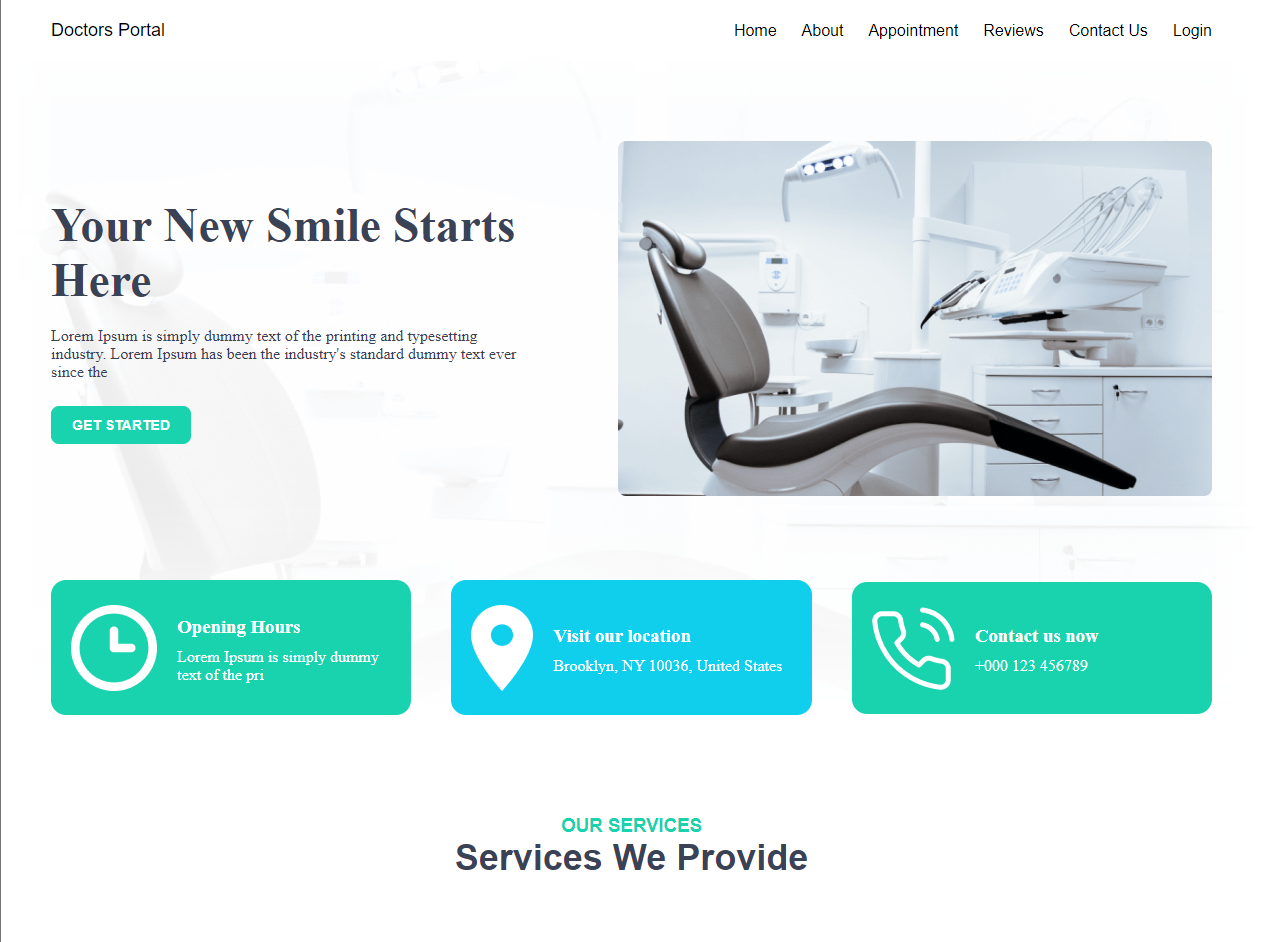 Doctors Portal
Home About Appointment Reviews Contact Us Login
Your New Smile Starts
Here
Lorem Ipsum is simply dummy text of the printing and typesetting
industry. Lorem Ipsum has been the industry's standard dummy text ever
since the
GET STARTED
Opening Hours
Lorem Ipsum is simply dummy
text of the pri
Visit our location
Brooklyn, NY 10036, United States
Contact us now
+000 123 456789
OUR SERVICES
Services We Provide